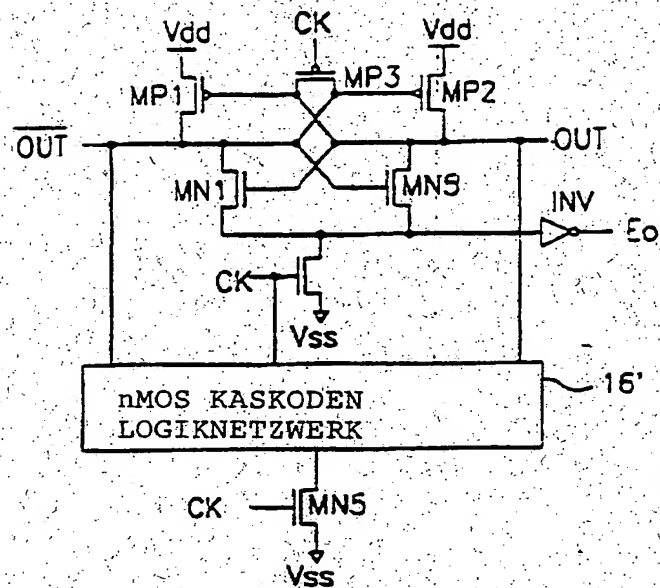 Vdd CK Vdd
MP1 MP3 MP2
OUT OUT
MN1 MN5 INV
Eo
CK
Vss
16'
nMOS KASKODEN
LOGIKNETZWERK
CK MN5
Vss